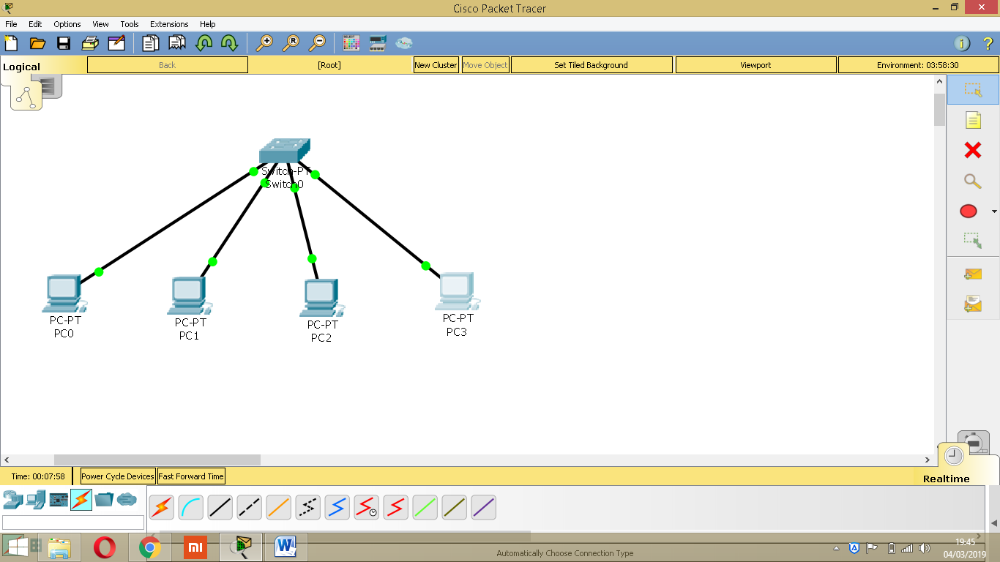 Cisco Packet Tracer
File Edit Options View Tools Extensions Help
SELECT
R
i ?
Logical Back [Root] New Cluster Move Object Set Tiled Background Viewport Environment: 03:58:30
Switch-PT
Switch0
PC-PT
PC0
PC-PT
PC1
PC-PT
PC2
PC-PT
PC3
Time: 00:07:58 Power Cycle Devices Fast Forward Time
Realtime
mi
W
Automatically Choose Connection Type
19:45
04/03/2019